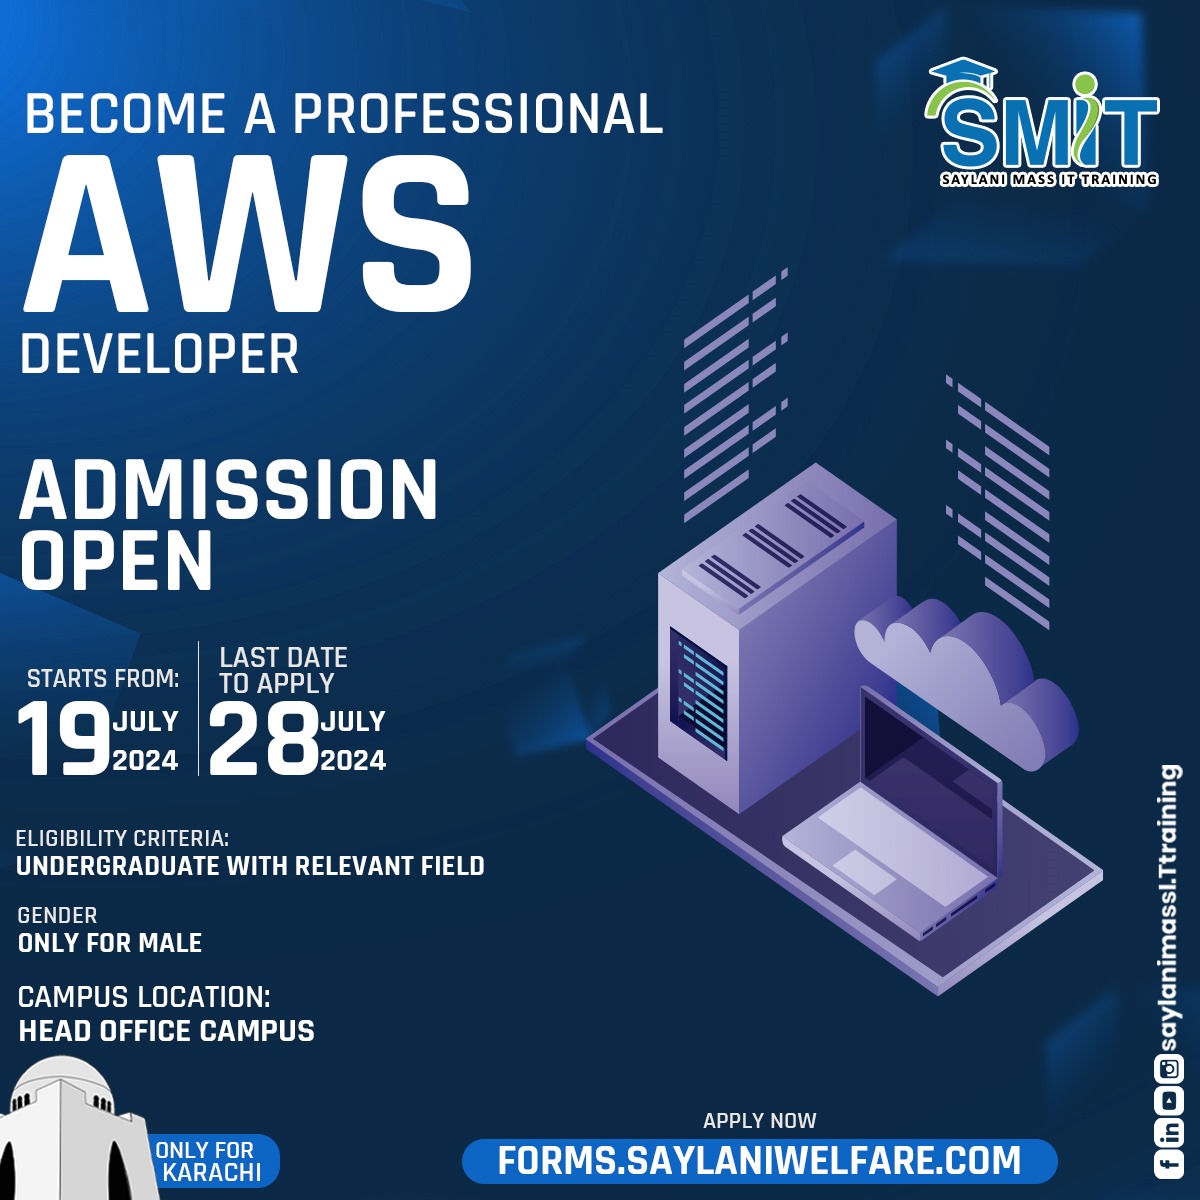 BECOME A PROFESSIONAL
AWS
DEVELOPER
SMiT
SAYLANI MASS IT TRAINING
ADMISSION
OPEN
STARTS FROM:
19 JULY
2024
LAST DATE
TO APPLY
28 JULY
2024
ELIGIBILITY CRITERIA:
UNDERGRADUATE WITH RELEVANT FIELD
GENDER
ONLY FOR MALE
CAMPUS LOCATION:
HEAD OFFICE CAMPUS
ONLY FOR
KARACHI
APPLY NOW
FORMS.SAYLANIWELFARE.COM
saylanimassI.Ttraining